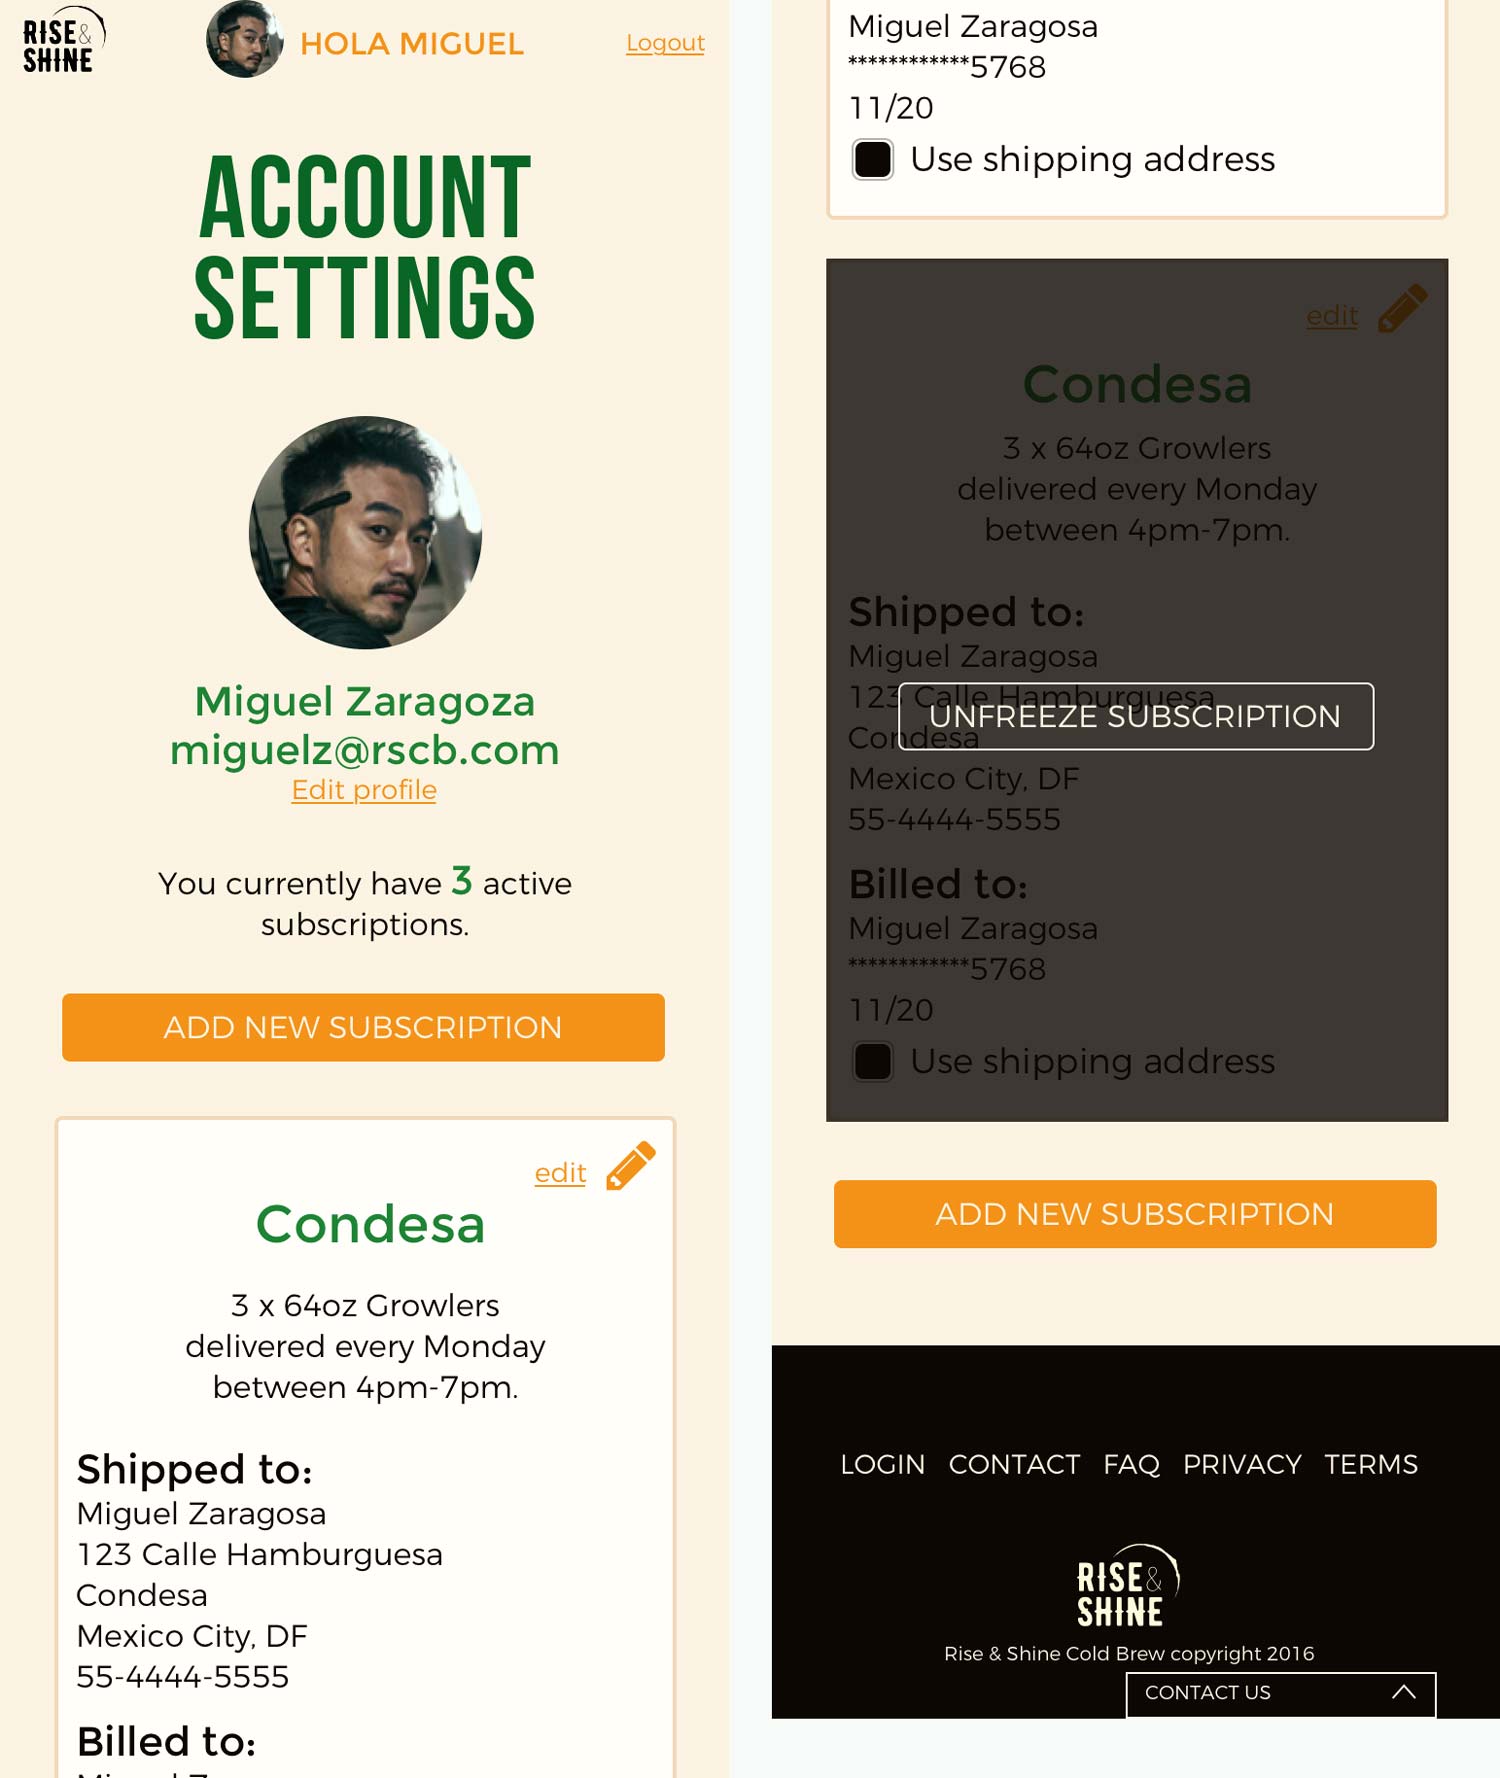 RISE &
SHINE
HOLA MIGUEL
Logout
ACCOUNT
SETTINGS
Miguel Zaragoza
miguelz@rscb.com
Edit profile
You currently have 3 active
subscriptions.
ADD NEW SUBSCRIPTION
edit
Condesa
3 x 64oz Growlers
delivered every Monday
between 4pm-7pm.
Shipped to:
Miguel Zaragosa
123 Calle Hamburguesa
Condesa
Mexico City, DF
55-4444-5555
Billed to:
Miguel Zaragosa
************5768
11/20
Use shipping address
edit
Condesa
3 x 64oz Growlers
delivered every Monday
between 4pm-7pm.
Shipped to:
Miguel Zaragosa
123 Calle Hamburguesa
UNFREEZE SUBSCRIPTION
Condesa
Mexico City, DF
55-4444-5555
Billed to:
Miguel Zaragosa
************5768
11/20
Use shipping address
ADD NEW SUBSCRIPTION
LOGIN CONTACT FAQ PRIVACY TERMS
RISE &
SHINE
Rise & Shine Cold Brew copyright 2016
CONTACT US